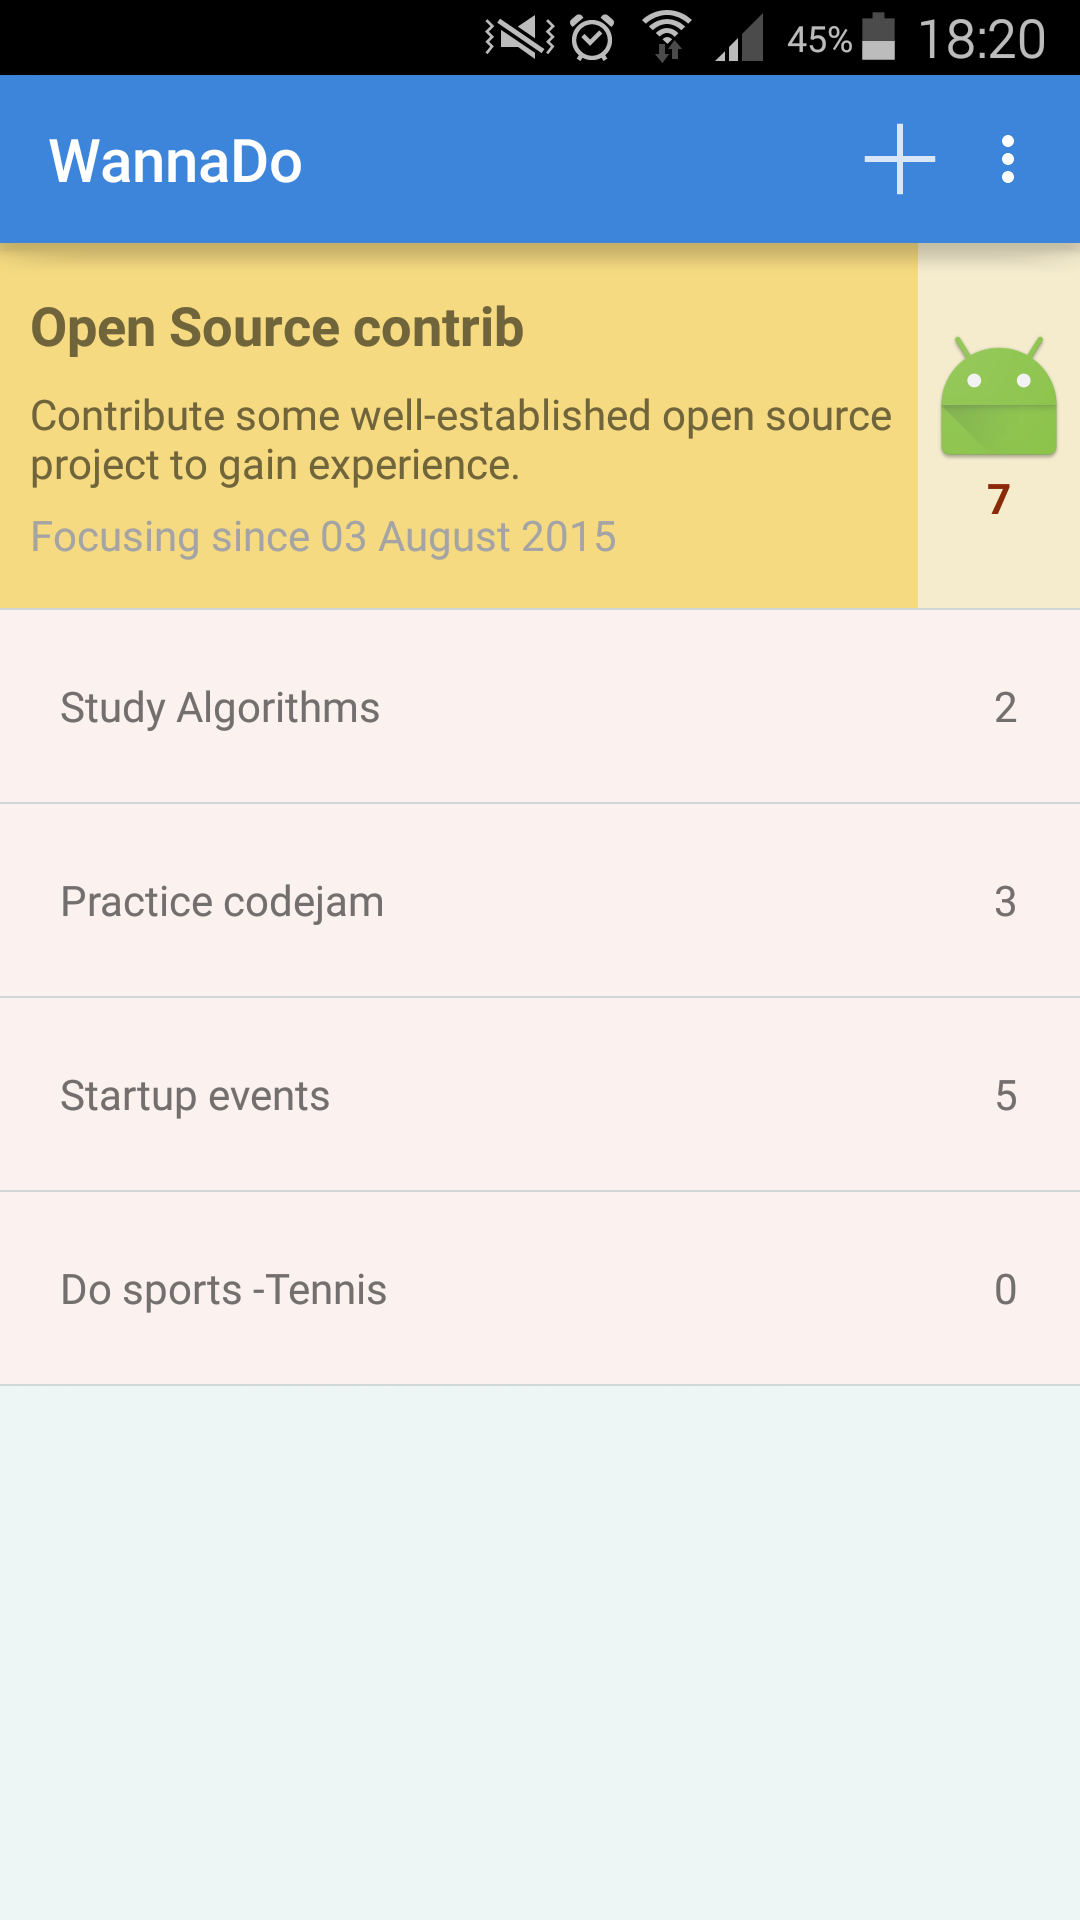 45% 18:20
WannaDo
Open Source contrib
Contribute some well-established open source
project to gain experience.
Focusing since 03 August 2015
7
Study Algorithms 2
Practice codejam 3
Startup events 5
Do sports -Tennis 0